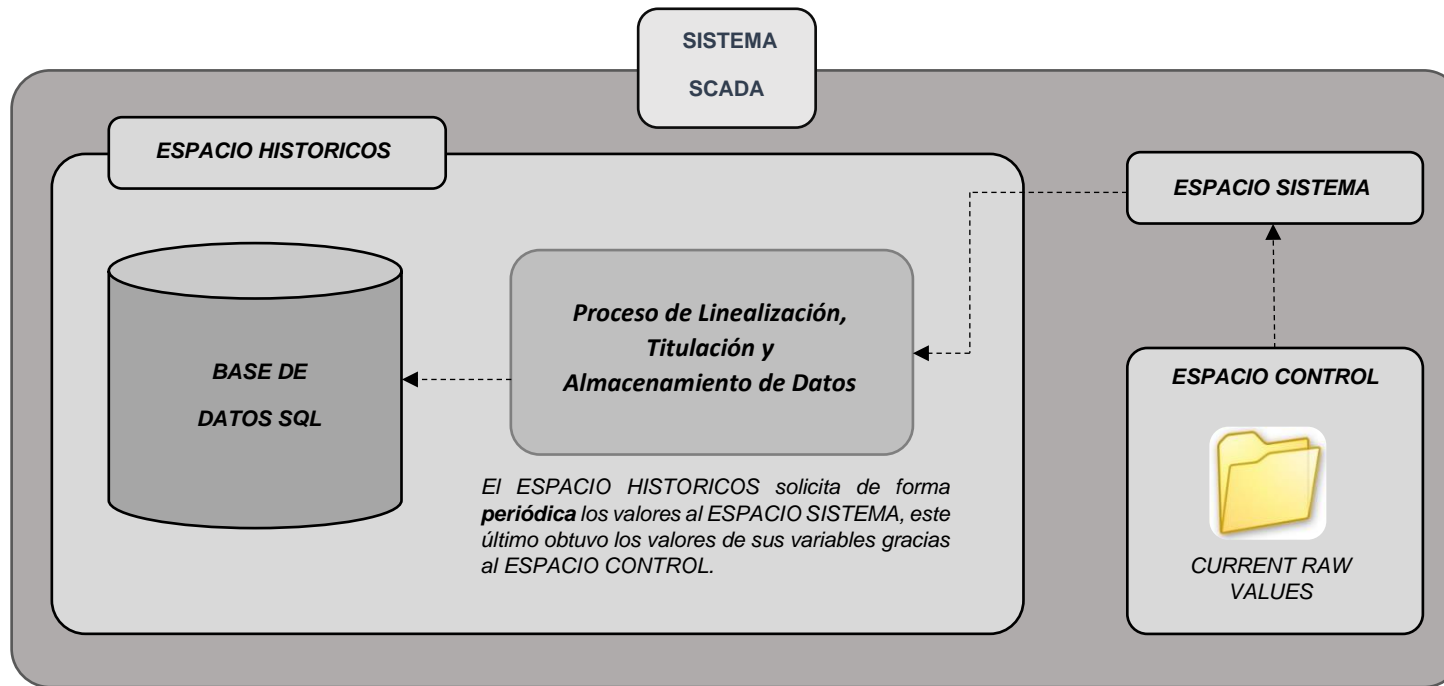 SISTEMA
SCADA
ESPACIO HISTORICOS
ESPACIO SISTEMA
Proceso de Linealización,
Titulación y
Almacenamiento de Datos
BASE DE
DATOS SQL
ESPACIO CONTROL
El ESPACIO HISTORICOS solicita de forma
periódica los valores al ESPACIO SISTEMA, este
último obtuvo los valores de sus variables gracias
al ESPACIO CONTROL.
CURRENT RAW
VALUES